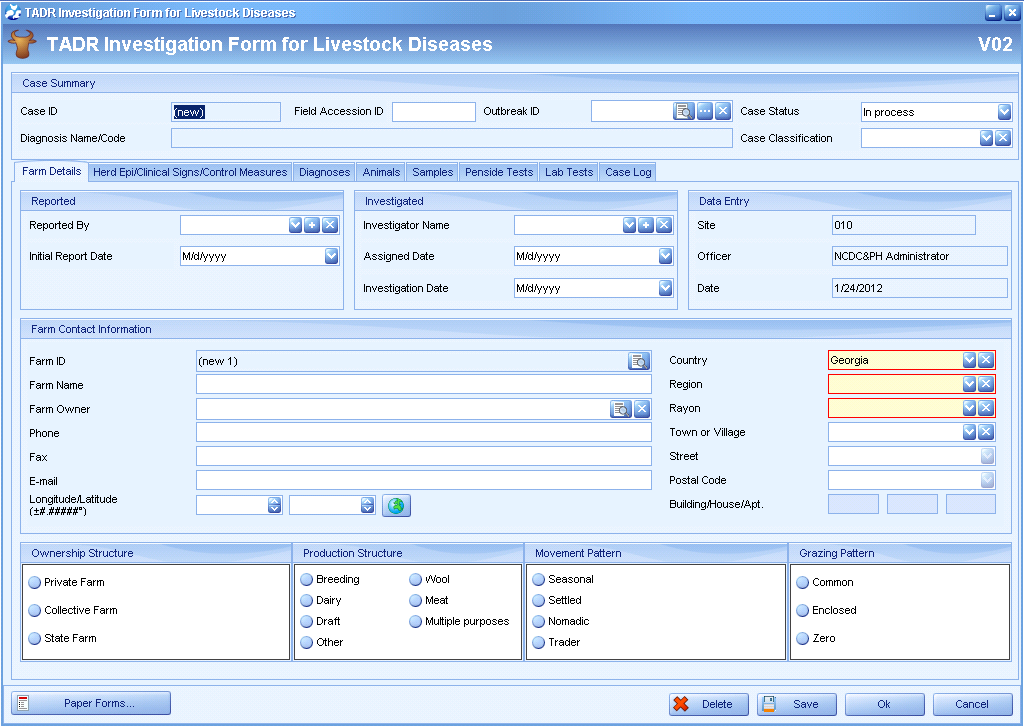 TADR Investigation Form for Livestock Diseases
TADR Investigation Form for Livestock Diseases V02
Case Summary
Case ID (new) Field Accession ID Outbreak ID Case Status In process
Diagnosis Name/Code Case Classification
Farm Details Herd Epi/Clinical Signs/Control Measures Diagnoses Animals Samples Penside Tests Lab Tests Case Log
Reported Investigated Data Entry
Reported By Investigator Name Site 010
Initial Report Date M/d/yyyy Assigned Date M/d/yyyy Officer NCDC&PH Administrator
Investigation Date M/d/yyyy Date 1/24/2012
Farm Contact Information
Farm ID (new 1) Country Georgia
Farm Name Region
Farm Owner Rayon
Phone Town or Village
Fax Street
E-mail Postal Code
Longitude/Latitude
(±#.#####°) Building/House/Apt.
Ownership Structure Production Structure Movement Pattern Grazing Pattern
Private Farm Breeding Wool Seasonal Common
Collective Farm Dairy Meat Settled Enclosed
State Farm Draft Multiple purposes Nomadic Zero
Other Trader
Paper Forms... Delete Save Ok Cancel